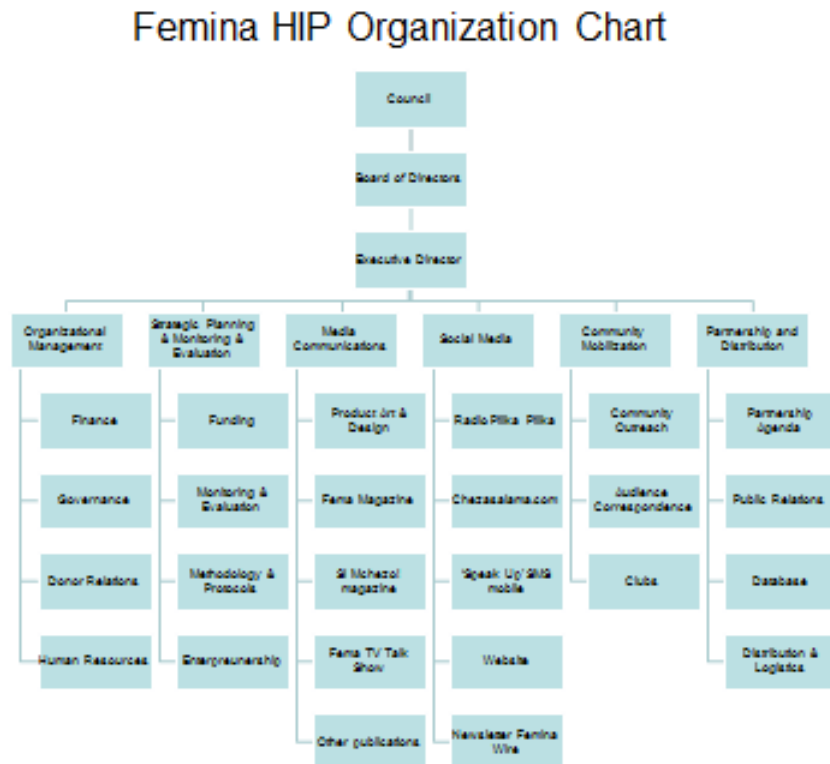 Femina HIP Organization Chart
Council
Board of Directors
Executive Director
Organizational
Management
Strategic Planning
& Monitoring &
Evaluation
Media
Communications
Social Media
Community
Mobilization
Partnership and
Distribution
Finance
Governance
Donor Relations
Human Resources
Funding
Monitoring &
Evaluation
Methodology &
Protocols
Entergreunership
Product Art &
Design
Fema Magazine
Si Mchezo!
magazine
Fema TV Talk
Show
Other publications
Radio Pilika Pilika
Chezasalama.com
'Speak Up' SMS
mobile
Website
Newsletter Femina
Wire
Community
Outreach
Audience
Correspondence
Clubs
Partnership
Agenda
Public Relations
Database
Distribution &
Logistics